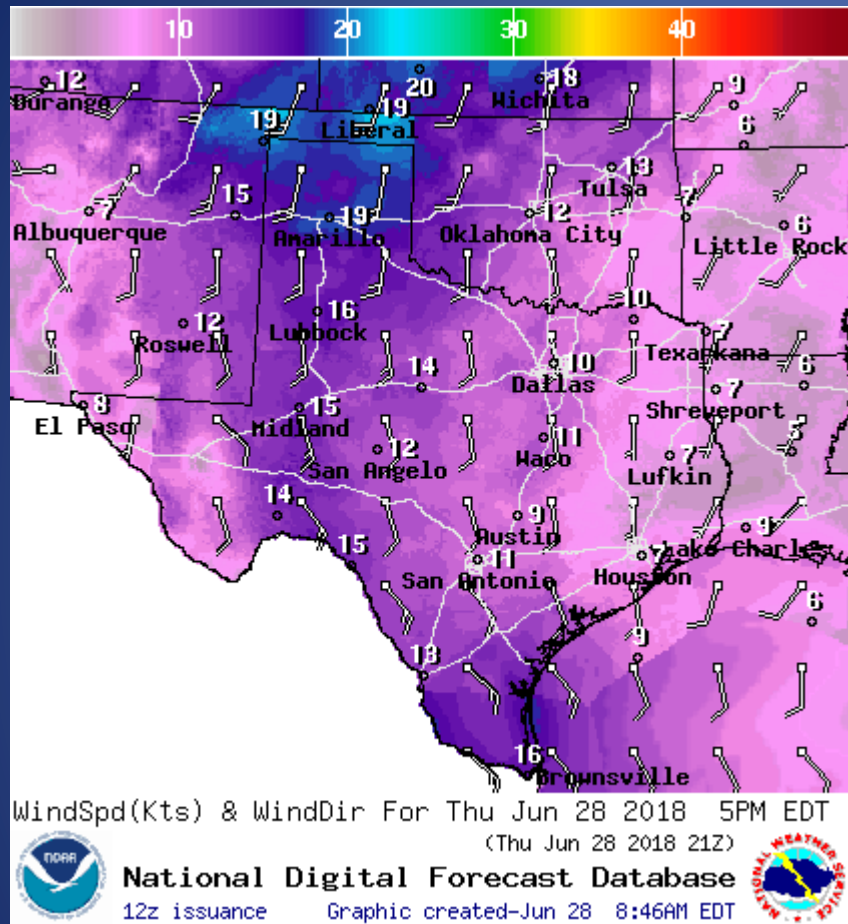 10 20 30 40
12 20 18 9
Durango Wichita
19 19 6
Liberal
13
Tulsa
15 19 12 7 6
7
Albuquerque Amarillo Oklahoma City Little Rock
12 16 10 7
Roswell Lubbock Texarkana
14 10 6
Dallas
8 15 7
El Paso Midland Shreveport
12 11 7 5
San Angelo Waco Lufkin
14 9 9
Austin Lake Charles
15 11 7
San Antonio Houston
6
9
13
16
Brownsville
WindSpd(Kts) & WindDir For Thu Jun 28 2018 5PM EDT
(Thu Jun 28 2018 21Z)
NOAA
National Digital Forecast Database
12z issuance Graphic created-Jun 28 8:46AM EDT
NATIONAL WEATHER SERVICE